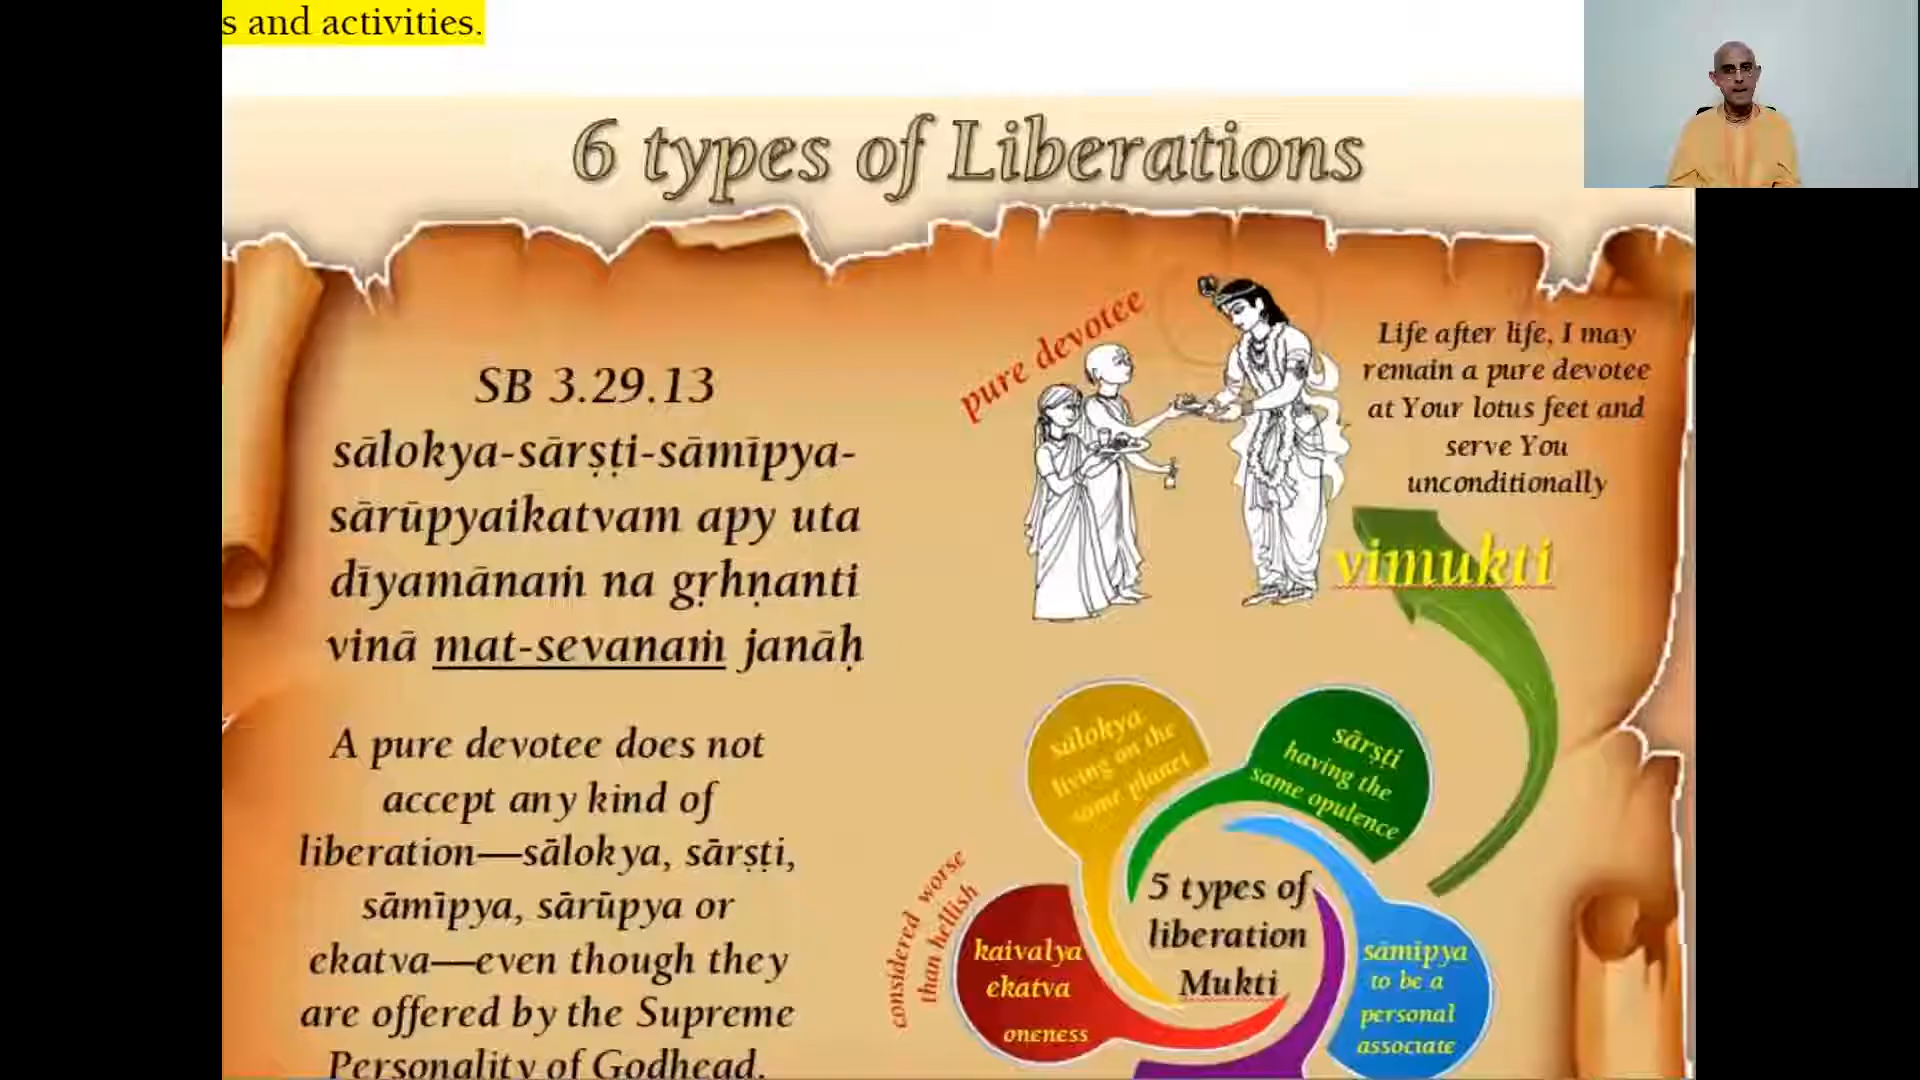 s and activities.
6 types of Liberations
SB 3.29.13
sālokya-sārṣṭi-sāmīpya-
sārūpyaikatvam apy uta
dīyamānaṁ na gṛhṇanti
vinā mat-sevanaṁ janāḥ
A pure devotee does not
accept any kind of
liberation—sālokya, sārṣṭi,
sāmīpya, sārūpya or
ekatva—even though they
are offered by the Supreme
Personality of Godhead.
pure devotee
Life after life, I may
remain a pure devotee
at Your lotus feet and
serve You
unconditionally
vimukti
sālokya
living on the
same planet
sārṣṭi
having the
same opulence
5 types of
liberation
Mukti
considered worse
than hellish
kaivalya
ekatva
oneness
sāmīpya
to be a
personal
associate